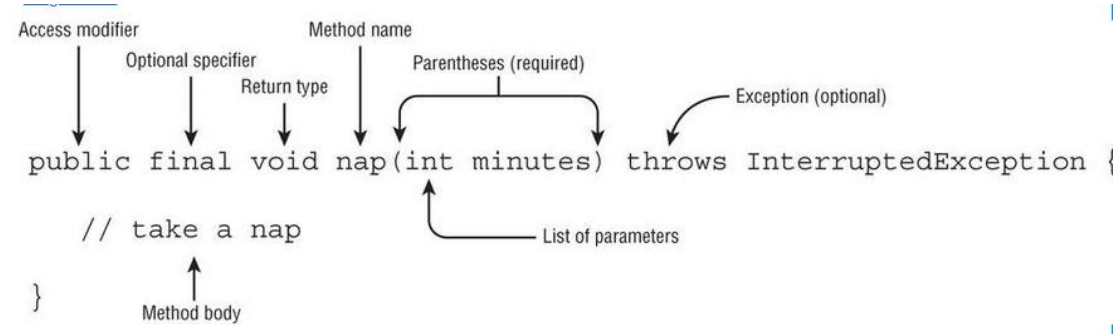 Access modifier
Method name
Optional specifier
Parentheses (required)
Return type
Exception (optional)
public final void nap(int minutes) throws InterruptedException {
// take a nap
List of parameters
}
Method body